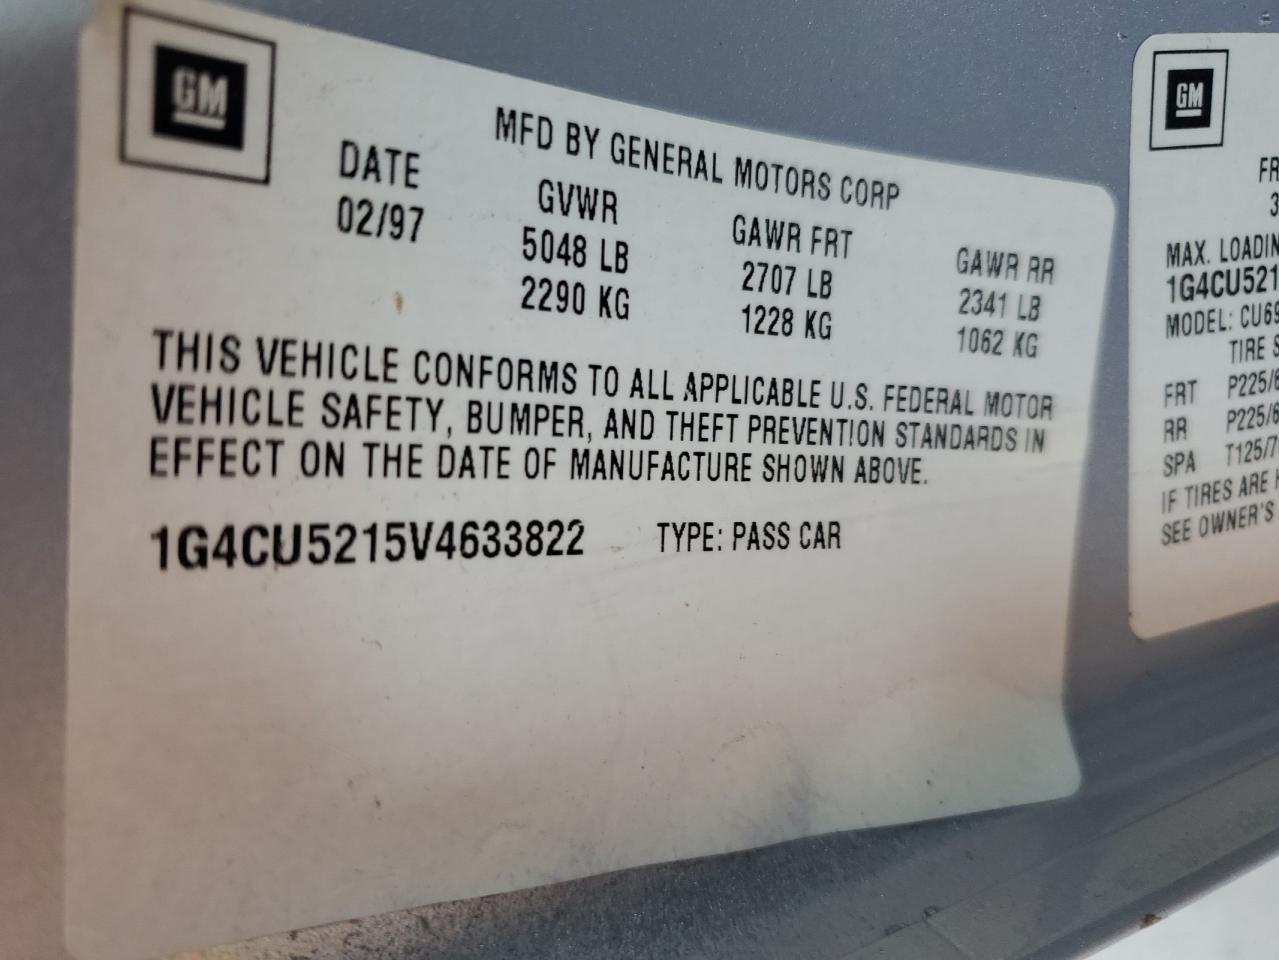 GM
MFD BY GENERAL MOTORS CORP
DATE GVWR GAWR FRT GAWR RR
02/97 5048 LB 2707 LB 2341 LB
2290 KG 1228 KG 1062 KG
THIS VEHICLE CONFORMS TO ALL APPLICABLE U.S. FEDERAL MOTOR
VEHICLE SAFETY, BUMPER, AND THEFT PREVENTION STANDARDS IN
EFFECT ON THE DATE OF MANUFACTURE SHOWN ABOVE.
1G4CU5215V4633822 TYPE: PASS CAR
GM
FR
3
MAX. LOADIN
1G4CU521
MODEL: CU69
TIRE S
FRT P225/6
RR P225/6
SPA T125/7
IF TIRES ARE H
SEE OWNER'S